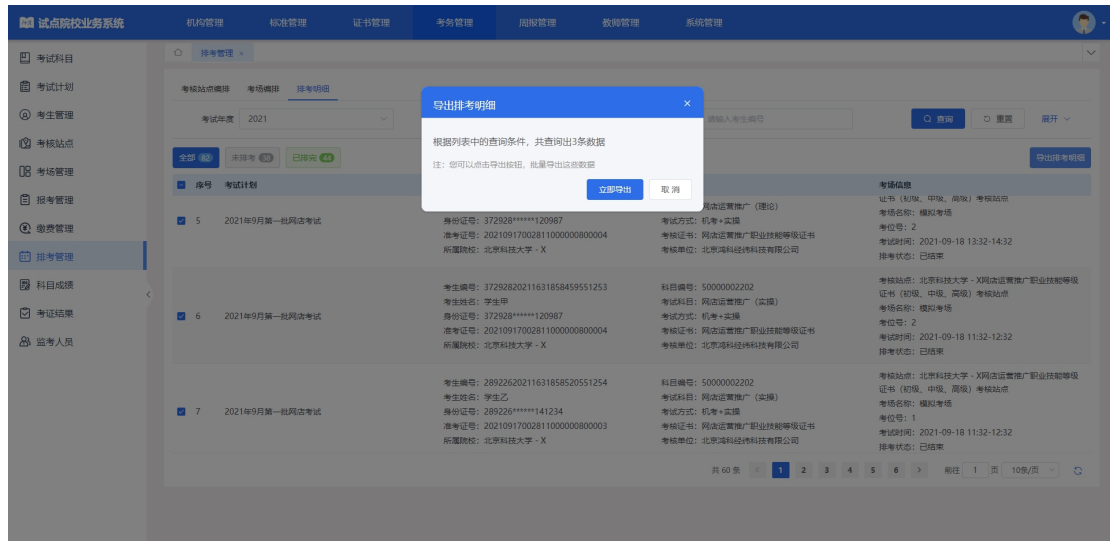 试点院校业务系统
机构管理 标准管理 证书管理 考务管理 周报管理 教师管理 系统管理
考试科目
考试计划
考生管理
考核站点
考场管理
报考管理
缴费管理
排考管理
科目成绩
考证结果
监考人员
排考管理 ×
考核站点编排 考场编排 排考明细
考试年度 2021 请输入考生编号 查询 重置 展开
全部 82 未排考 38 已排完 44 导出排考明细
序号 考试计划 考场信息
导出排考明细 ×
根据列表中的查询条件，共查询出3条数据
注：您可以点击导出按钮，批量导出这些数据
立即导出 取消
5 2021年9月第一批网店考试
身份证号：372928******120987
准考证号：20210917002811000000800004
所属院校：北京科技大学 - X
网店运营推广（理论）
考试方式：机考+实操
考核证书：网店运营推广职业技能等级证书
考核单位：北京鸿科经纬科技有限公司
证书（初级、中级、高级）考核站点
考场名称：模拟考场
考位号：2
考试时间：2021-09-18 13:32-14:32
排考状态：已结束
6 2021年9月第一批网店考试
考生编号：37292820211631858459551253
考生姓名：学生甲
身份证号：372928******120987
准考证号：20210917002811000000800004
所属院校：北京科技大学 - X
科目编号：S0000002202
考试科目：网店运营推广（实操）
考试方式：机考+实操
考核证书：网店运营推广职业技能等级证书
考核单位：北京鸿科经纬科技有限公司
考核站点：北京科技大学 - X网店运营推广职业技能等级
证书（初级、中级、高级）考核站点
考场名称：模拟考场
考位号：2
考试时间：2021-09-18 11:32-12:32
排考状态：已结束
7 2021年9月第一批网店考试
考生编号：28922620211631858520551254
考生姓名：学生乙
身份证号：289226******141234
准考证号：20210917002811000000800003
所属院校：北京科技大学 - X
科目编号：S0000002202
考试科目：网店运营推广（实操）
考试方式：机考+实操
考核证书：网店运营推广职业技能等级证书
考核单位：北京鸿科经纬科技有限公司
考核站点：北京科技大学 - X网店运营推广职业技能等级
证书（初级、中级、高级）考核站点
考场名称：模拟考场
考位号：1
考试时间：2021-09-18 11:32-12:32
排考状态：已结束
共 60 条 < 1 2 3 4 5 6 > 前往 1 页 10条/页